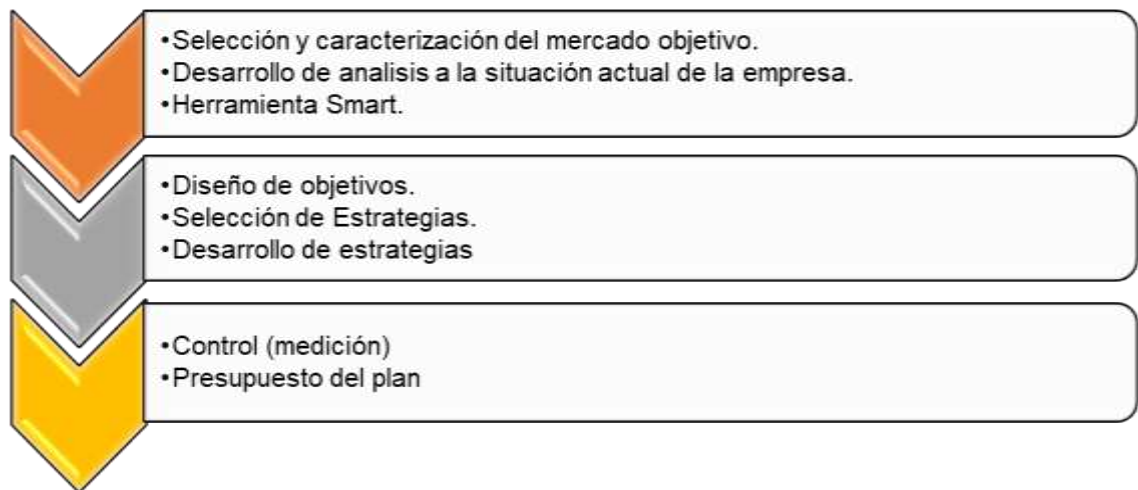 •Selección y caracterización del mercado objetivo.
•Desarrollo de analisis a la situación actual de la empresa.
•Herramienta Smart.
•Diseño de objetivos.
•Selección de Estrategias.
•Desarrollo de estrategias
•Control (medición)
•Presupuesto del plan